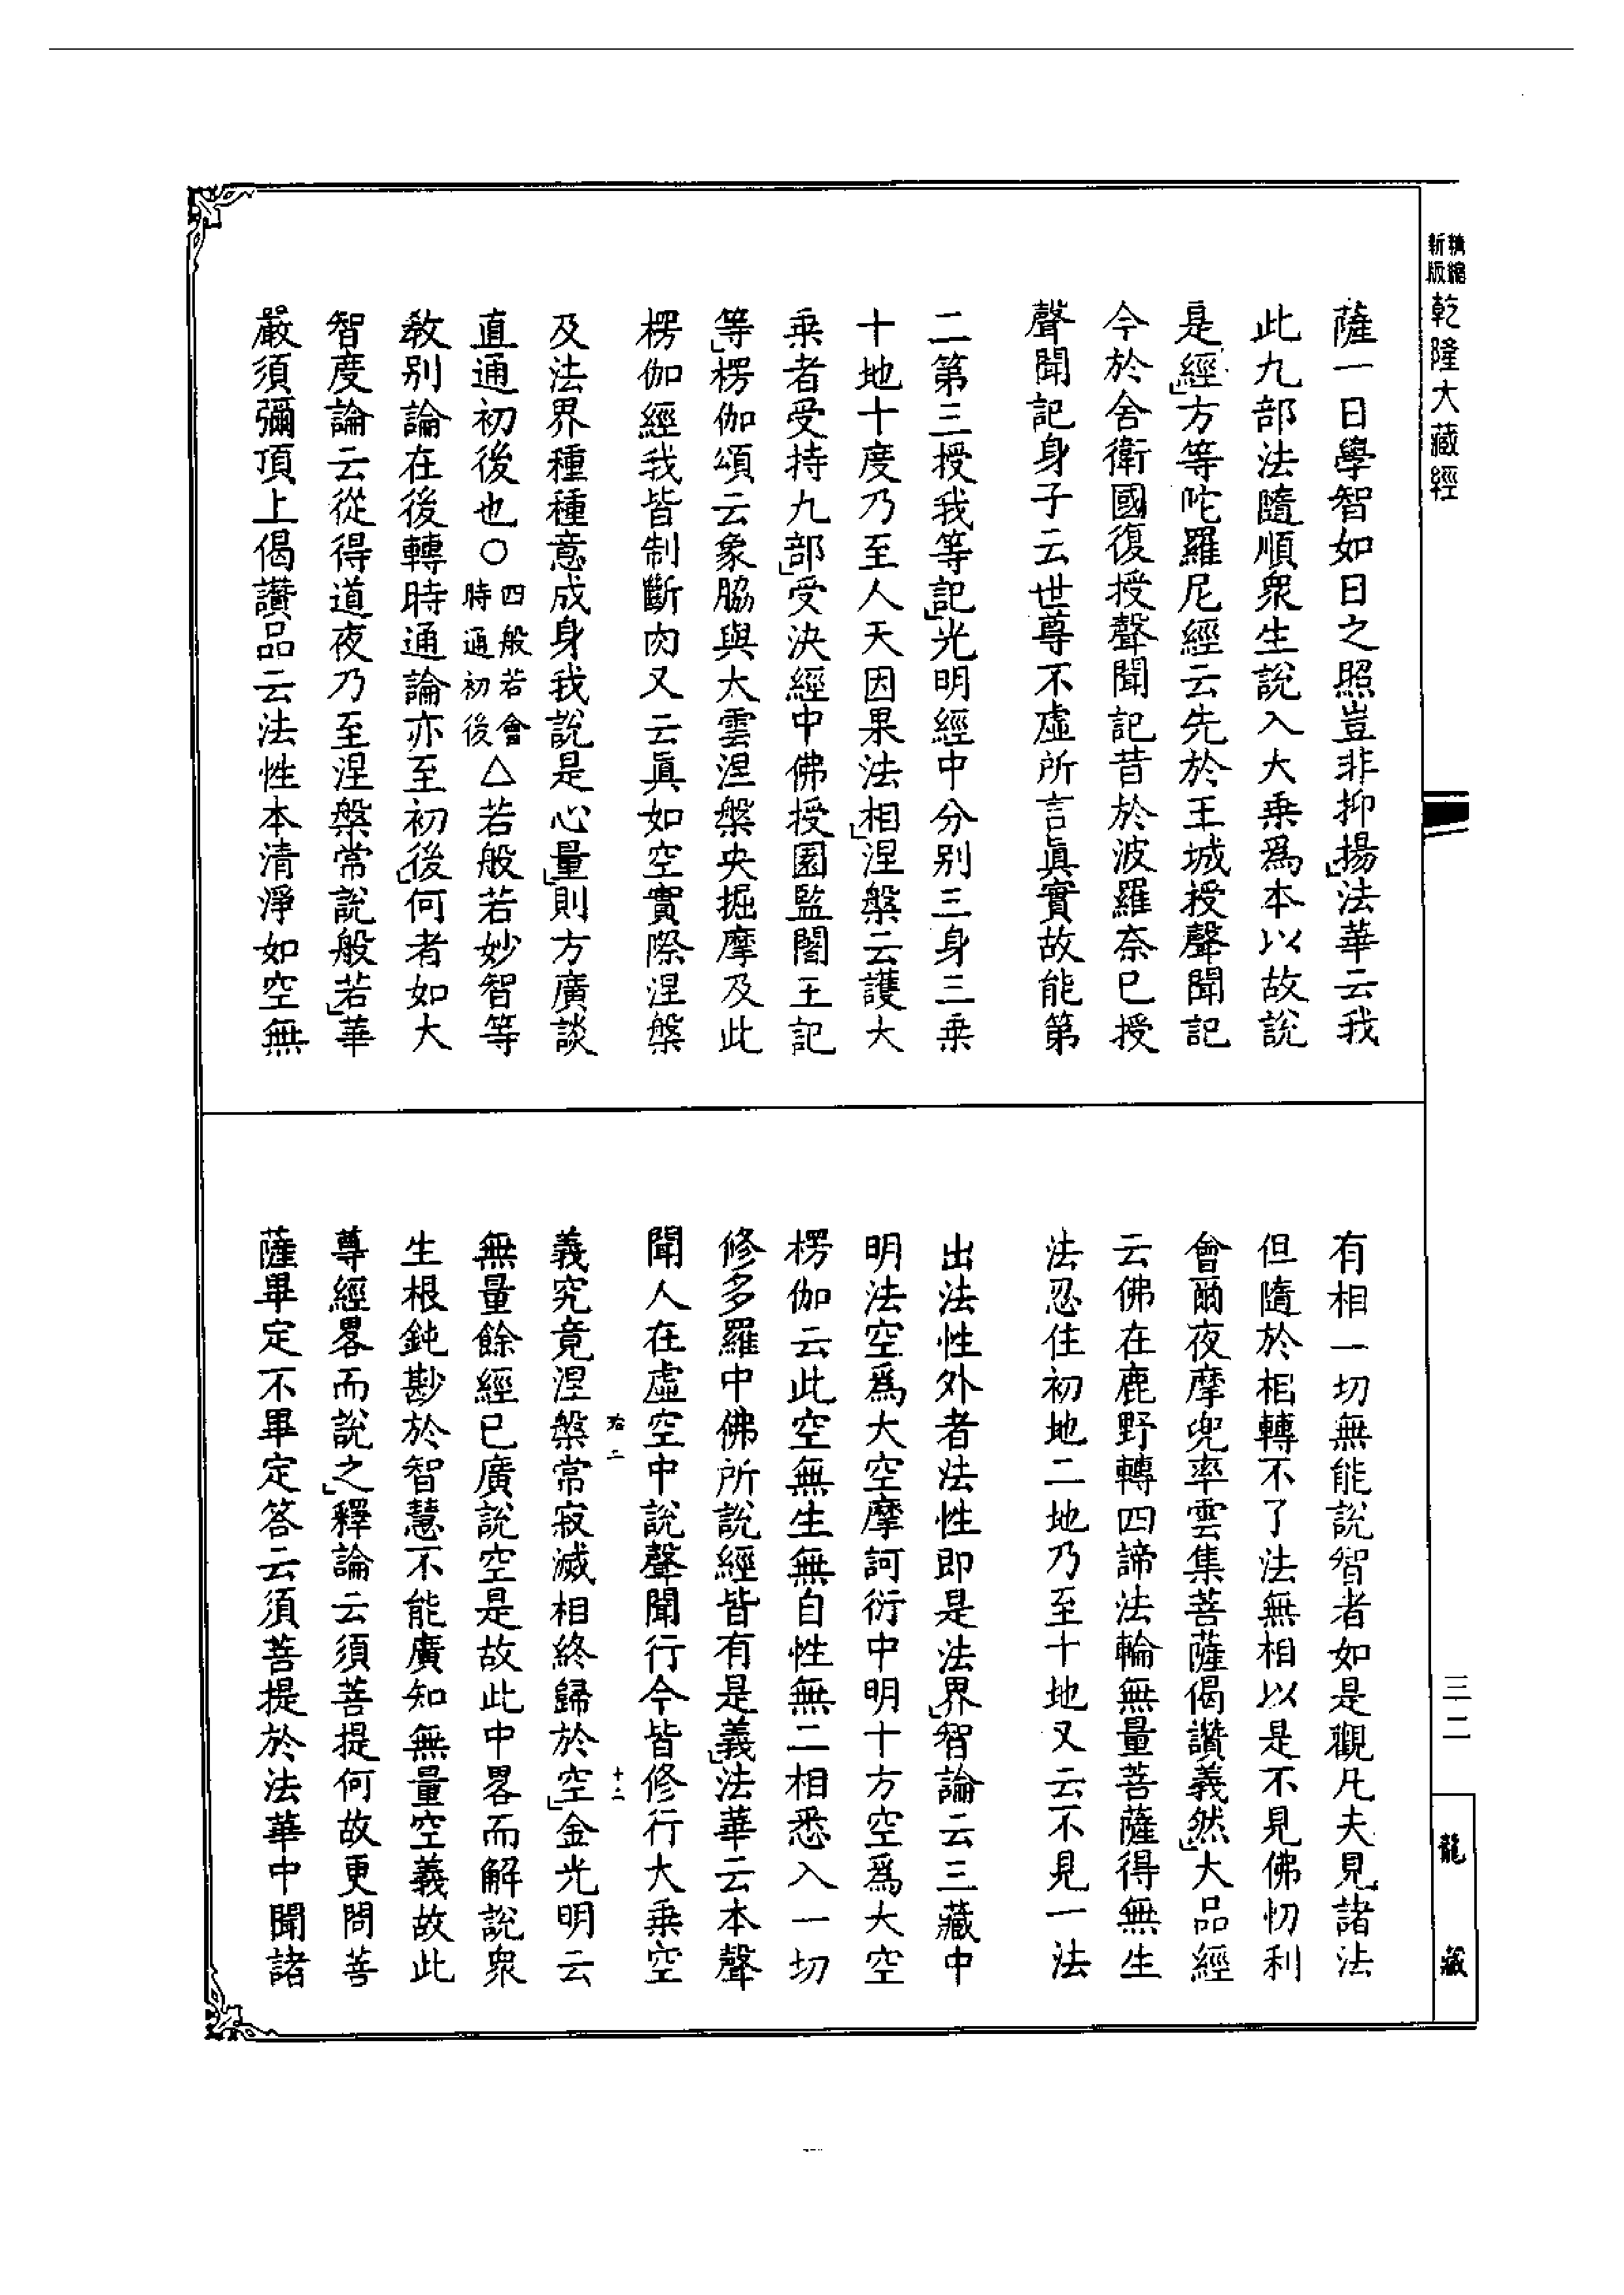 精編新版乾隆大藏經
薩一日學智如日之照豈非抑揚」法華云我
此九部法隨順衆生說入大乗爲本以故說
是經」方等陀羅尼經云先於王城授聲聞記
今於舍衛國復授聲聞記昔於波羅奈已授
聲聞記身子云世尊不虛所言眞實故能第
二第三授我等記」光明經中分別三身三乗
十地十度乃至人天因果法相」涅槃云護大
乗者受持九部」受決經中佛授園監闍王記
等」楞伽頌云象脇與大雲涅槃央掘摩及此
楞伽經我皆制斷肉又云眞如空實際涅槃
及法界種種意成身我說是心量」則方廣談
直通初後也○四般若會時通初後△若般若妙智等
敎別論在後轉時通論亦至初後」何者如大
智度論云從得道夜乃至涅槃常說般若」華
嚴須彌頂上偈讚品云法性本清淨如空無
有相一切無能說智者如是觀凡夫見諸法
但隨於相轉不了法無相以是不見佛忉利
會爾夜摩兜率雲集菩薩偈讚義然」大品經
云佛在鹿野轉四諦法輪無量菩薩得無生
法忍住初地二地乃至十地又云不見一法
出法性外者法性即是法界」智論云三藏中
明法空爲大空摩訶衍中明十方空爲大空
楞伽云此空無生無自性無二相悉入一切
修多羅中佛所說經皆有是義」法華云本聲
聞人在虛空中說聲聞行今皆修行大乗空
十二
義究竟涅槃常寂滅相終歸於空」金光明云
無量餘經已廣說空是故此中畧而解說衆
生根鈍尠於智慧不能廣知無量空義故此
尊經畧而說之」釋論云須菩提何故更問菩
薩畢定不畢定答云須菩提於法華中聞諸
三二
龍藏